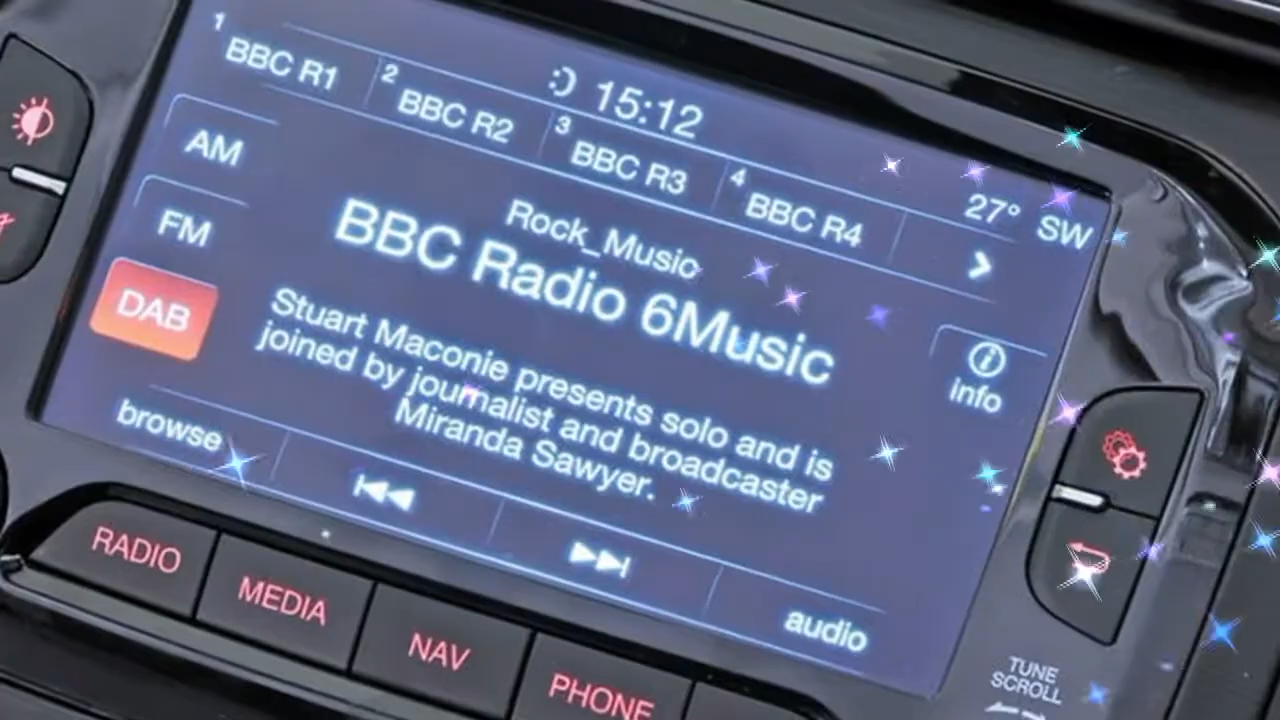 15:12
27° SW
1 BBC R1
2 BBC R2
3 BBC R3
4 BBC R4
AM
FM
DAB
Rock_Music
BBC Radio 6Music
Stuart Maconie presents solo and is
joined by journalist and broadcaster
Miranda Sawyer.
info
browse
audio
RADIO
MEDIA
NAV
PHONE
TUNE
SCROLL